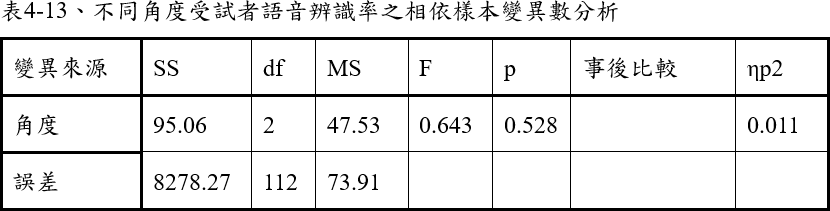 表4-13、不同角度受試者語音辨識率之相依樣本變異數分析
變異來源 SS df MS F p 事後比較 ηp2
角度 95.06 2 47.53 0.643 0.528 0.011
誤差 8278.27 112 73.91